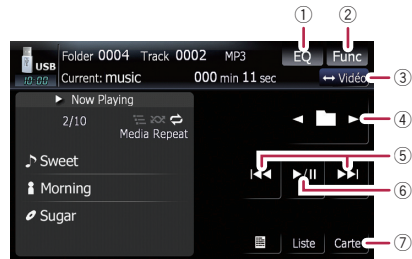 ① ②
USB Folder 0004 Track 0002 MP3 EQ Func
10:00 Current: music 000 min 11 sec ↔ Vidéo ③
► Now Playing
2/10
Media Repeat
④
Sweet
⑤
Morning
⑥
Sugar
Liste Carte ⑦